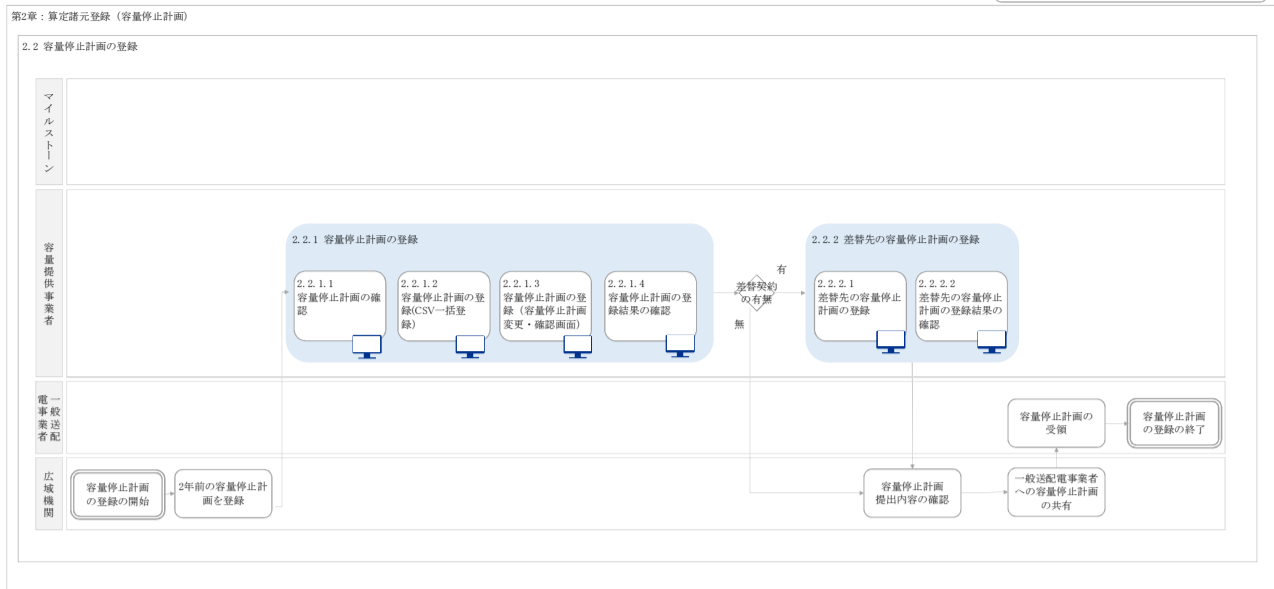 第2章：算定諸元登録（容量停止計画）
2.2 容量停止計画の登録
マイルストーン
容量提供事業者
2.2.1 容量停止計画の登録
2.2.1.1
容量停止計画の確
認
2.2.1.2
容量停止計画の登
録(CSV一括登
録)
2.2.1.3
容量停止計画の登
録（容量停止計画
変更・確認画面）
2.2.1.4
容量停止計画の登
録結果の確認
差替契約
の有無
有
無
2.2.2 差替先の容量停止計画の登録
2.2.2.1
差替先の容量停止
計画の登録
2.2.2.2
差替先の容量停止
計画の登録結果の
確認
一般送配
電事業者
容量停止計画の
受領
容量停止計画
の登録の終了
広域機関
容量停止計画
の登録の開始
2年前の容量停止計
画を登録
容量停止計画
提出内容の確認
一般送配電事業者
への容量停止計画
の共有